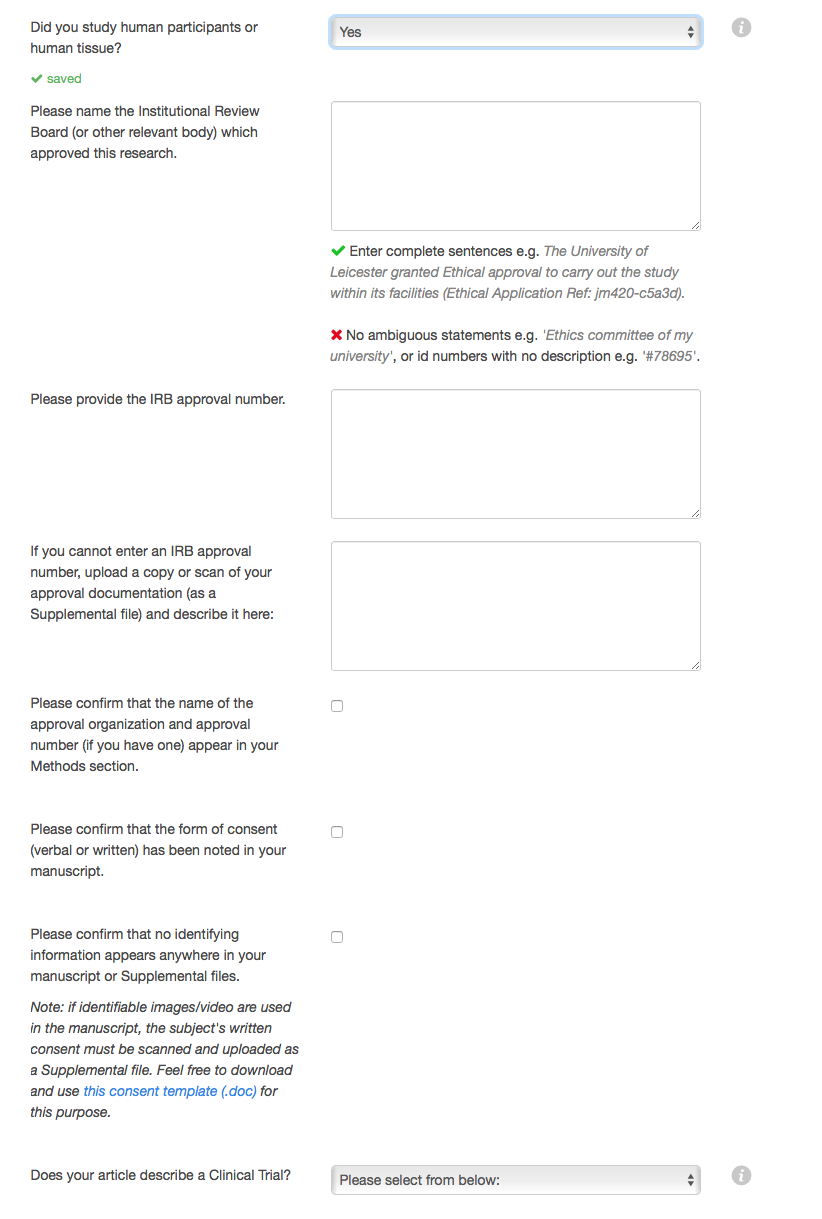 Did you study human participants or
human tissue?
Yes
i
✔ saved
Please name the Institutional Review
Board (or other relevant body) which
approved this research.
✔ Enter complete sentences e.g. The University of
Leicester granted Ethical approval to carry out the study
within its facilities (Ethical Application Ref: jm420-c5a3d).
✖ No ambiguous statements e.g. 'Ethics committee of my
university', or id numbers with no description e.g. '#78695'.
Please provide the IRB approval number.
If you cannot enter an IRB approval
number, upload a copy or scan of your
approval documentation (as a
Supplemental file) and describe it here:
Please confirm that the name of the
approval organization and approval
number (if you have one) appear in your
Methods section.
Please confirm that the form of consent
(verbal or written) has been noted in your
manuscript.
Please confirm that no identifying
information appears anywhere in your
manuscript or Supplemental files.
Note: if identifiable images/video are used
in the manuscript, the subject's written
consent must be scanned and uploaded as
a Supplemental file. Feel free to download
and use this consent template (.doc) for
this purpose.
Does your article describe a Clinical Trial?
Please select from below:
i